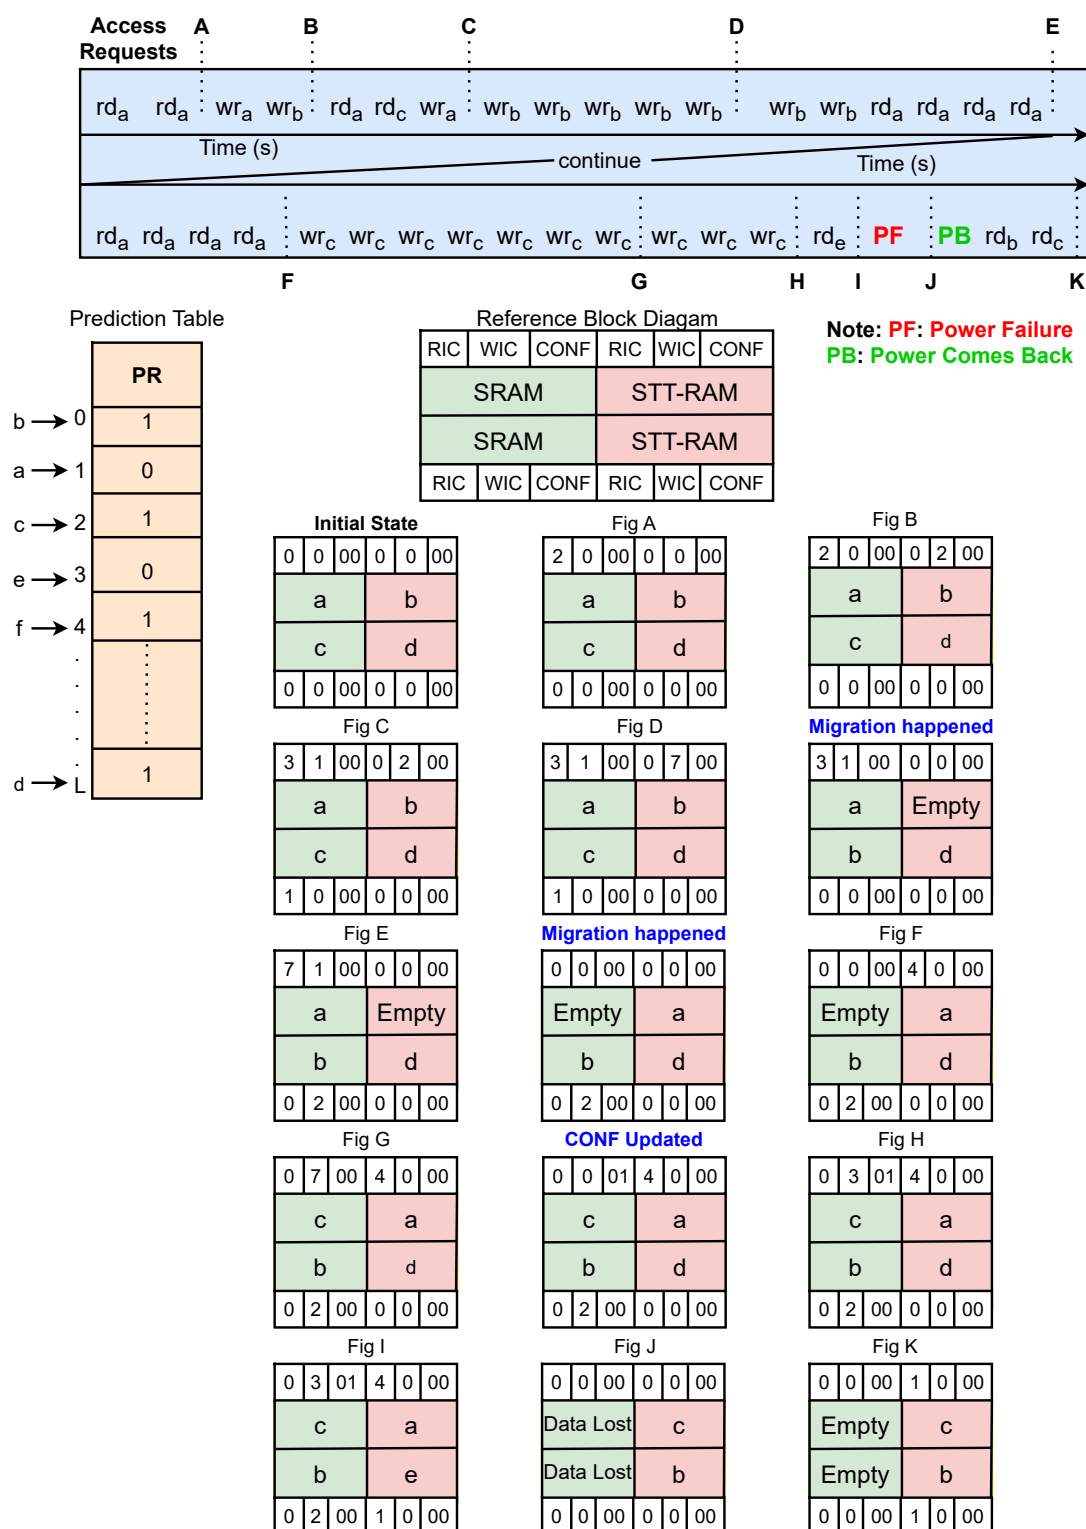 Access A B C D E
Requests
rda rda wra wrb rda rdc wra wrb wrb wrb wrb wrb wrb wrb rda rda rda rda
Time (s)
continue Time (s)
rda rda rda rda wrc wrc wrc wrc wrc wrc wrc wrc wrc wrc rde PF PB rdb rdc
F G H I J K
Prediction Table
PR
b 0 1
a 1 0
c 2 1
e 3 0
f 4 1
.
.
.
.
.
d L 1
Reference Block Diagam
RIC WIC CONF RIC WIC CONF
SRAM STT-RAM
SRAM STT-RAM
RIC WIC CONF RIC WIC CONF
Note: PF: Power Failure
PB: Power Comes Back
Initial State
0 0 00 0 0 00
a b
c d
0 0 00 0 0 00
Fig A
2 0 00 0 0 00
a b
c d
0 0 00 0 0 00
Fig B
2 0 00 0 2 00
a b
c d
0 0 00 0 0 00
Fig C
3 1 00 0 2 00
a b
c d
1 0 00 0 0 00
Fig D
3 1 00 0 7 00
a b
c d
1 0 00 0 0 00
Migration happened
3 1 00 0 0 00
a Empty
b d
0 0 00 0 0 00
Fig E
7 1 00 0 0 00
a Empty
b d
0 2 00 0 0 00
Migration happened
0 0 00 0 0 00
Empty a
b d
0 2 00 0 0 00
Fig F
0 0 00 4 0 00
Empty a
b d
0 2 00 0 0 00
Fig G
0 7 00 4 0 00
c a
b d
0 2 00 0 0 00
CONF Updated
0 0 01 4 0 00
c a
b d
0 2 00 0 0 00
Fig H
0 3 01 4 0 00
c a
b d
0 2 00 0 0 00
Fig I
0 3 01 4 0 00
c a
b e
0 2 00 1 0 00
Fig J
0 0 00 0 0 00
Data Lost c
Data Lost b
0 0 00 0 0 00
Fig K
0 0 00 1 0 00
Empty c
Empty b
0 0 00 1 0 00